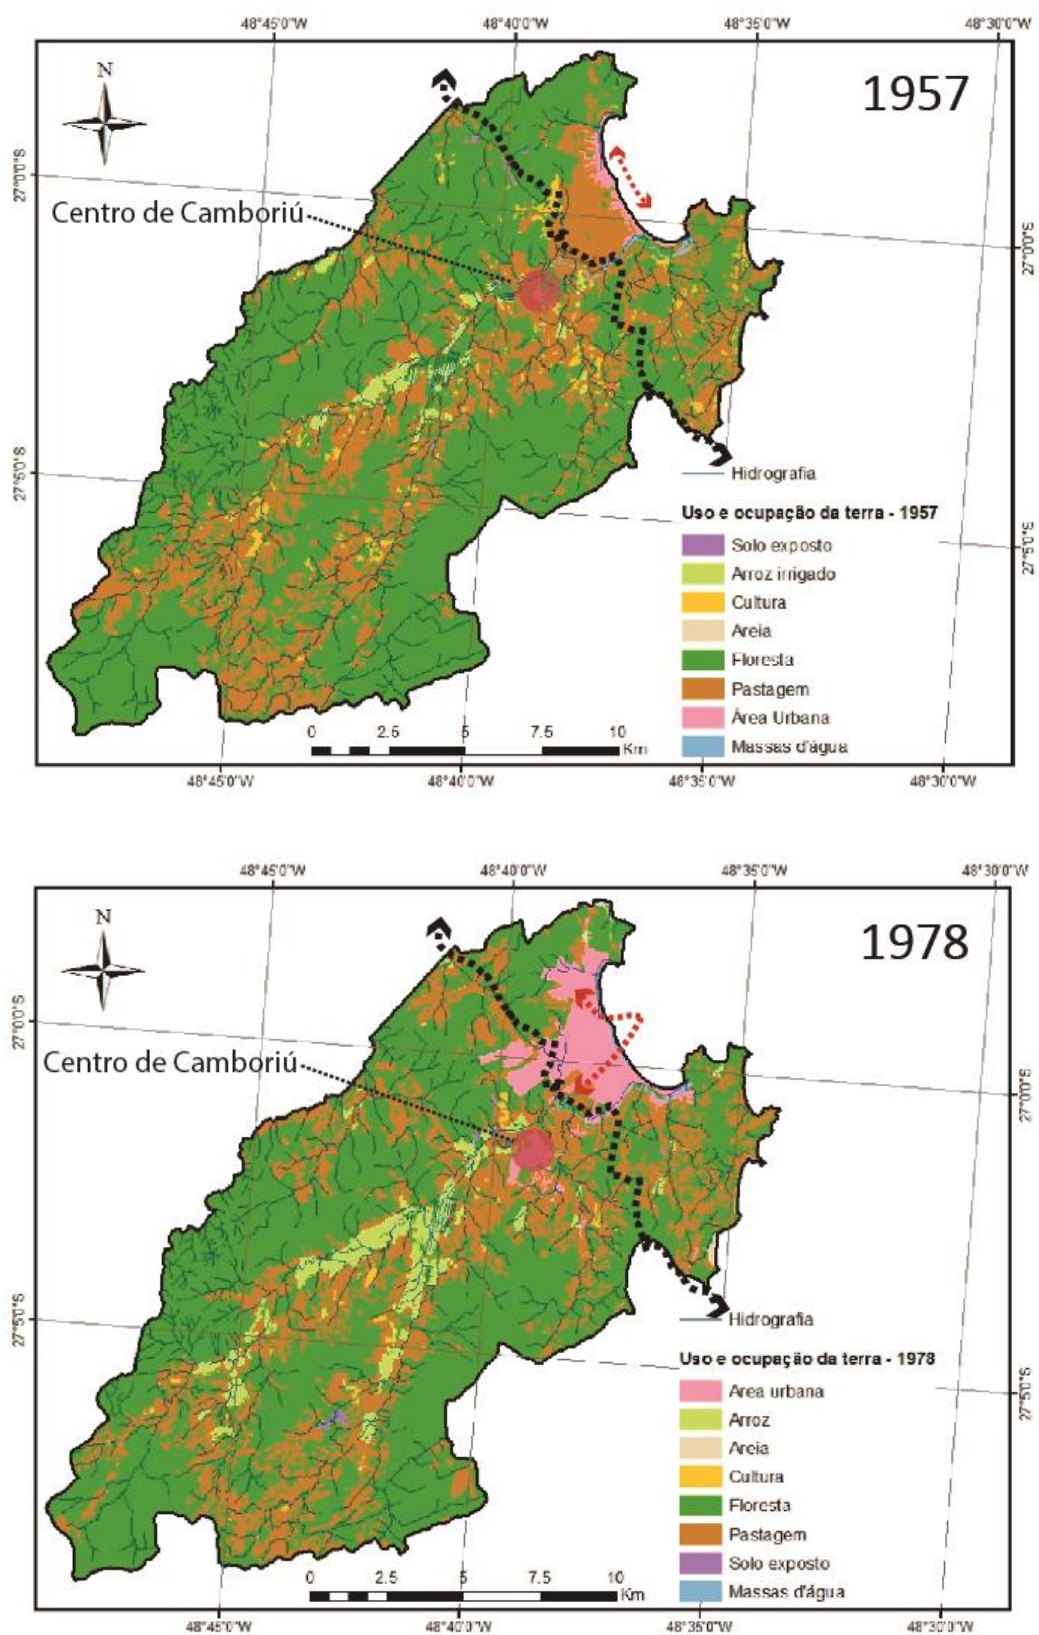 48°45'0"W 48°40'0"W 48°35'0"W 48°30'0"W
N
1957
27°0'0"S
Centro de Camboriú
27°0'0"S
27°5'0"S
Hidrografia
Uso e ocupação da terra - 1957
Solo exposto
27°5'0"S
Arroz irrigado
Cultura
Areia
Floresta
Pastagem
Área Urbana
Massas d'água
0 2.5 5 7.5 10
Km
48°45'0"W 48°40'0"W 48°35'0"W 48°30'0"W
48°45'0"W 48°40'0"W 48°35'0"W 48°30'0"W
N
1978
27°0'0"S
Centro de Camboriú
27°0'0"S
27°5'0"S
Hidrografia
Uso e ocupação da terra - 1978
Area urbana
27°5'0"S
Arroz
Areia
Cultura
Floresta
Pastagem
Solo exposto
Massas d'água
0 2.5 5 7.5 10
Km
48°45'0"W 48°40'0"W 48°35'0"W 48°30'0"W